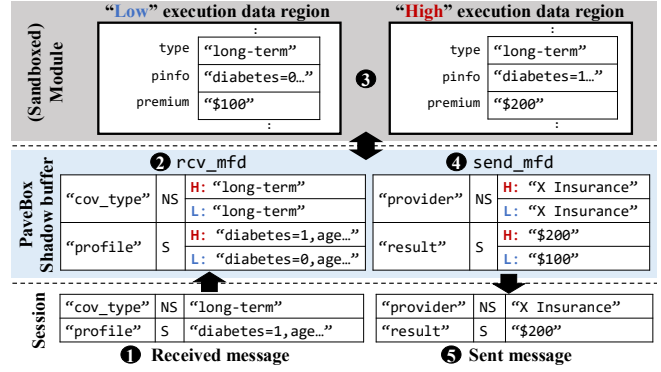 “Low” execution data region “High” execution data region
(Sandboxed) Module
:
type “long-term”
pinfo “diabetes=0…”
premium “$100”
:
❸
:
type “long-term”
pinfo “diabetes=1…”
premium “$200”
:
PaveBox Shadow buffer
❷ rcv_mfd
“cov_type” NS H: “long-term”
L: “long-term”
“profile” S H: “diabetes=1,age…”
L: “diabetes=0,age…”
❹ send_mfd
“provider” NS H: “X Insurance”
L: “X Insurance”
“result” S H: “$200”
L: “$100”
Session
“cov_type” NS “long-term”
“profile” S “diabetes=1,age…”
❶ Received message
“provider” NS “X Insurance”
“result” S “$200”
❺ Sent message